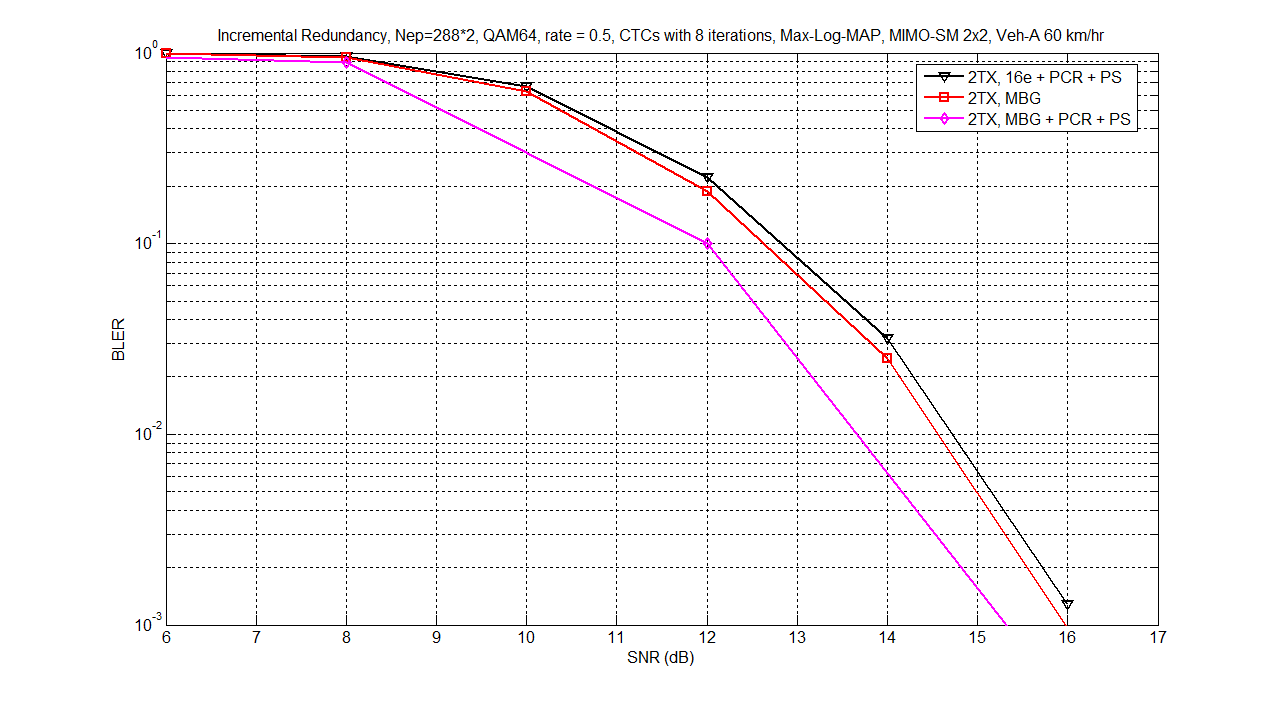 Incremental Redundancy, Nep=288*2, QAM64, rate = 0.5, CTCs with 8 iterations, Max-Log-MAP, MIMO-SM 2x2, Veh-A 60 km/hr
10^0
2TX, 16e + PCR + PS
2TX, MBG
2TX, MBG + PCR + PS
10^-1
BLER
10^-2
10^-3
6 7 8 9 10 11 12 13 14 15 16 17
SNR (dB)